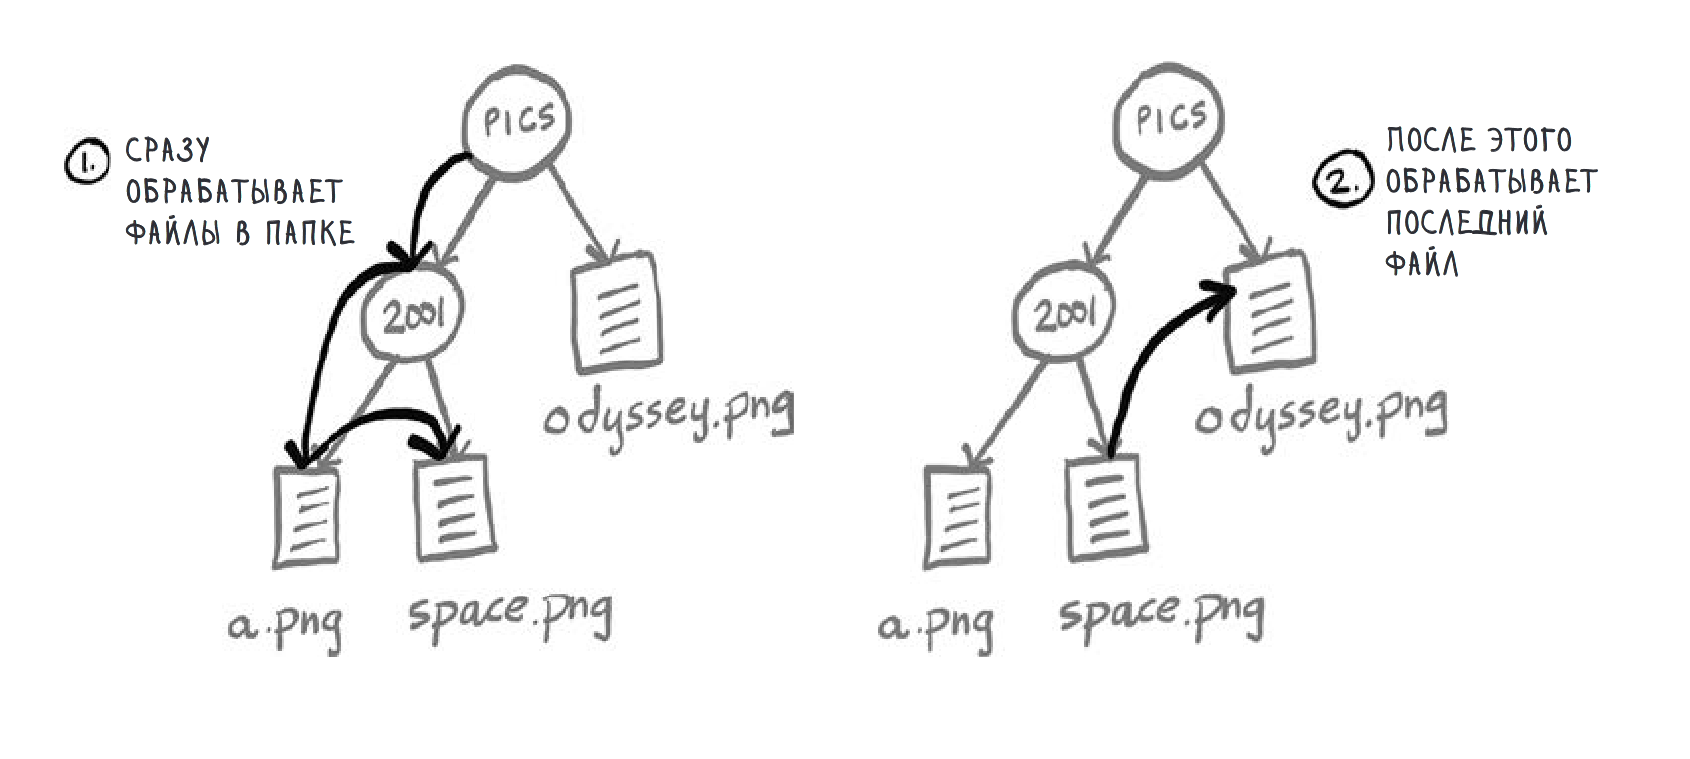 PICS
1. СРАЗУ
ОБРАБАТЫВАЕТ
ФАЙЛЫ В ПАПКЕ
2001
odyssey.png
a.png
space.png
PICS
2. ПОСЛЕ ЭТОГО
ОБРАБАТЫВАЕТ
ПОСЛЕДНИЙ
ФАЙЛ
2001
odyssey.png
a.png
space.png